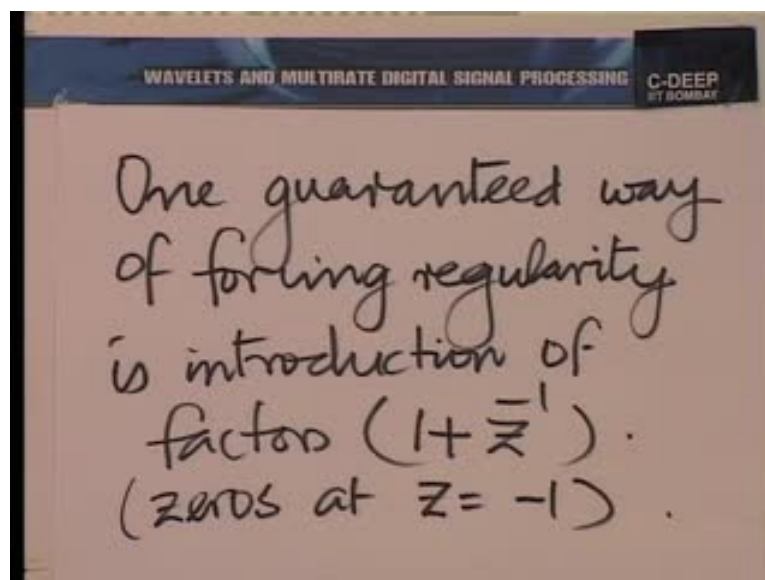 WAVELETS AND MULTIRATE DIGITAL SIGNAL PROCESSING
C-DEEP
IIT BOMBAY
One guaranteed way
of forcing regularity
is introduction of
factors (1 + z⁻¹).
(zeros at z = -1).